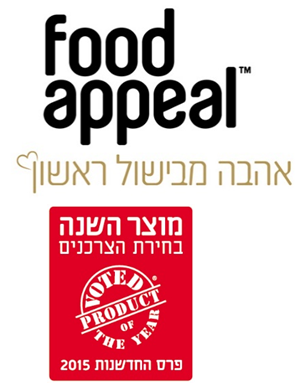 food
appeal™
אהבה מבישול ראשון
מוצר השנה
בחירת הצרכנים
VOTED
PRODUCT
OF
THE YEAR
פרס החדשנות 2015